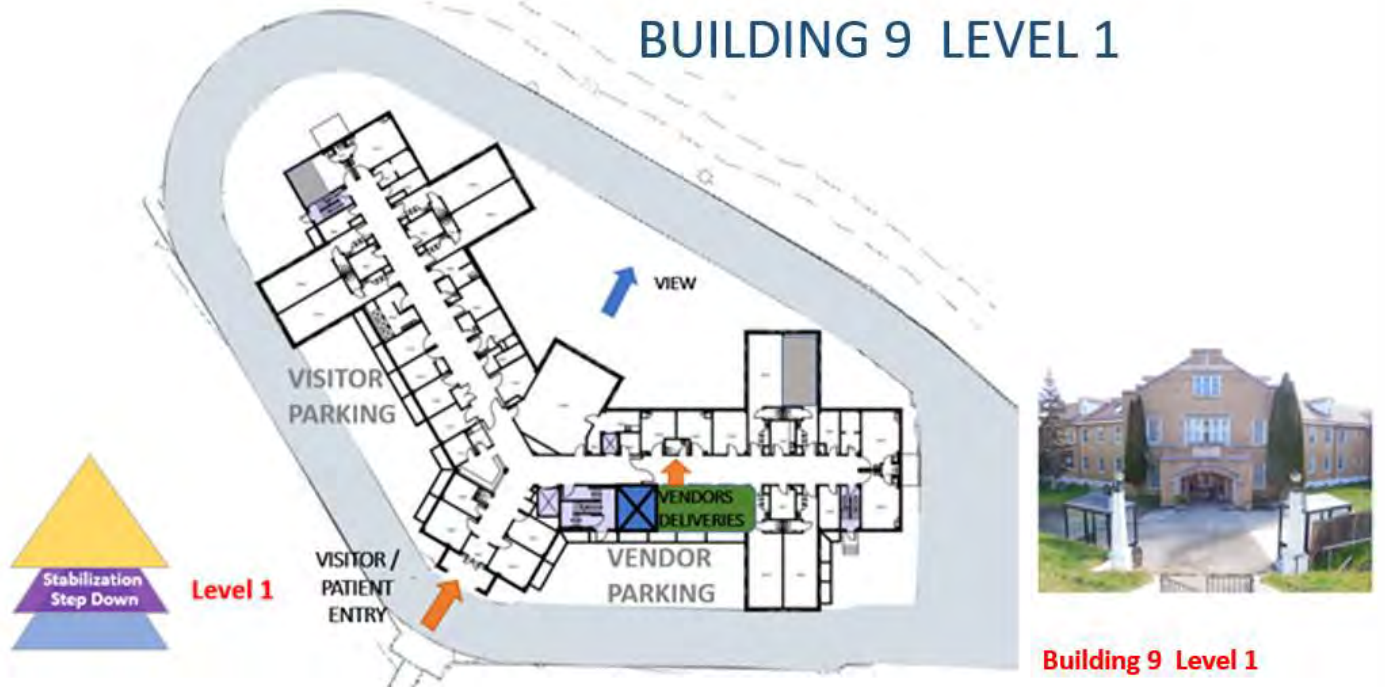 BUILDING 9 LEVEL 1
VIEW
VISITOR
PARKING
VENDORS
DELIVERIES
VENDOR
PARKING
VISITOR /
PATIENT
ENTRY
Stabilization
Step Down
Level 1
Building 9 Level 1